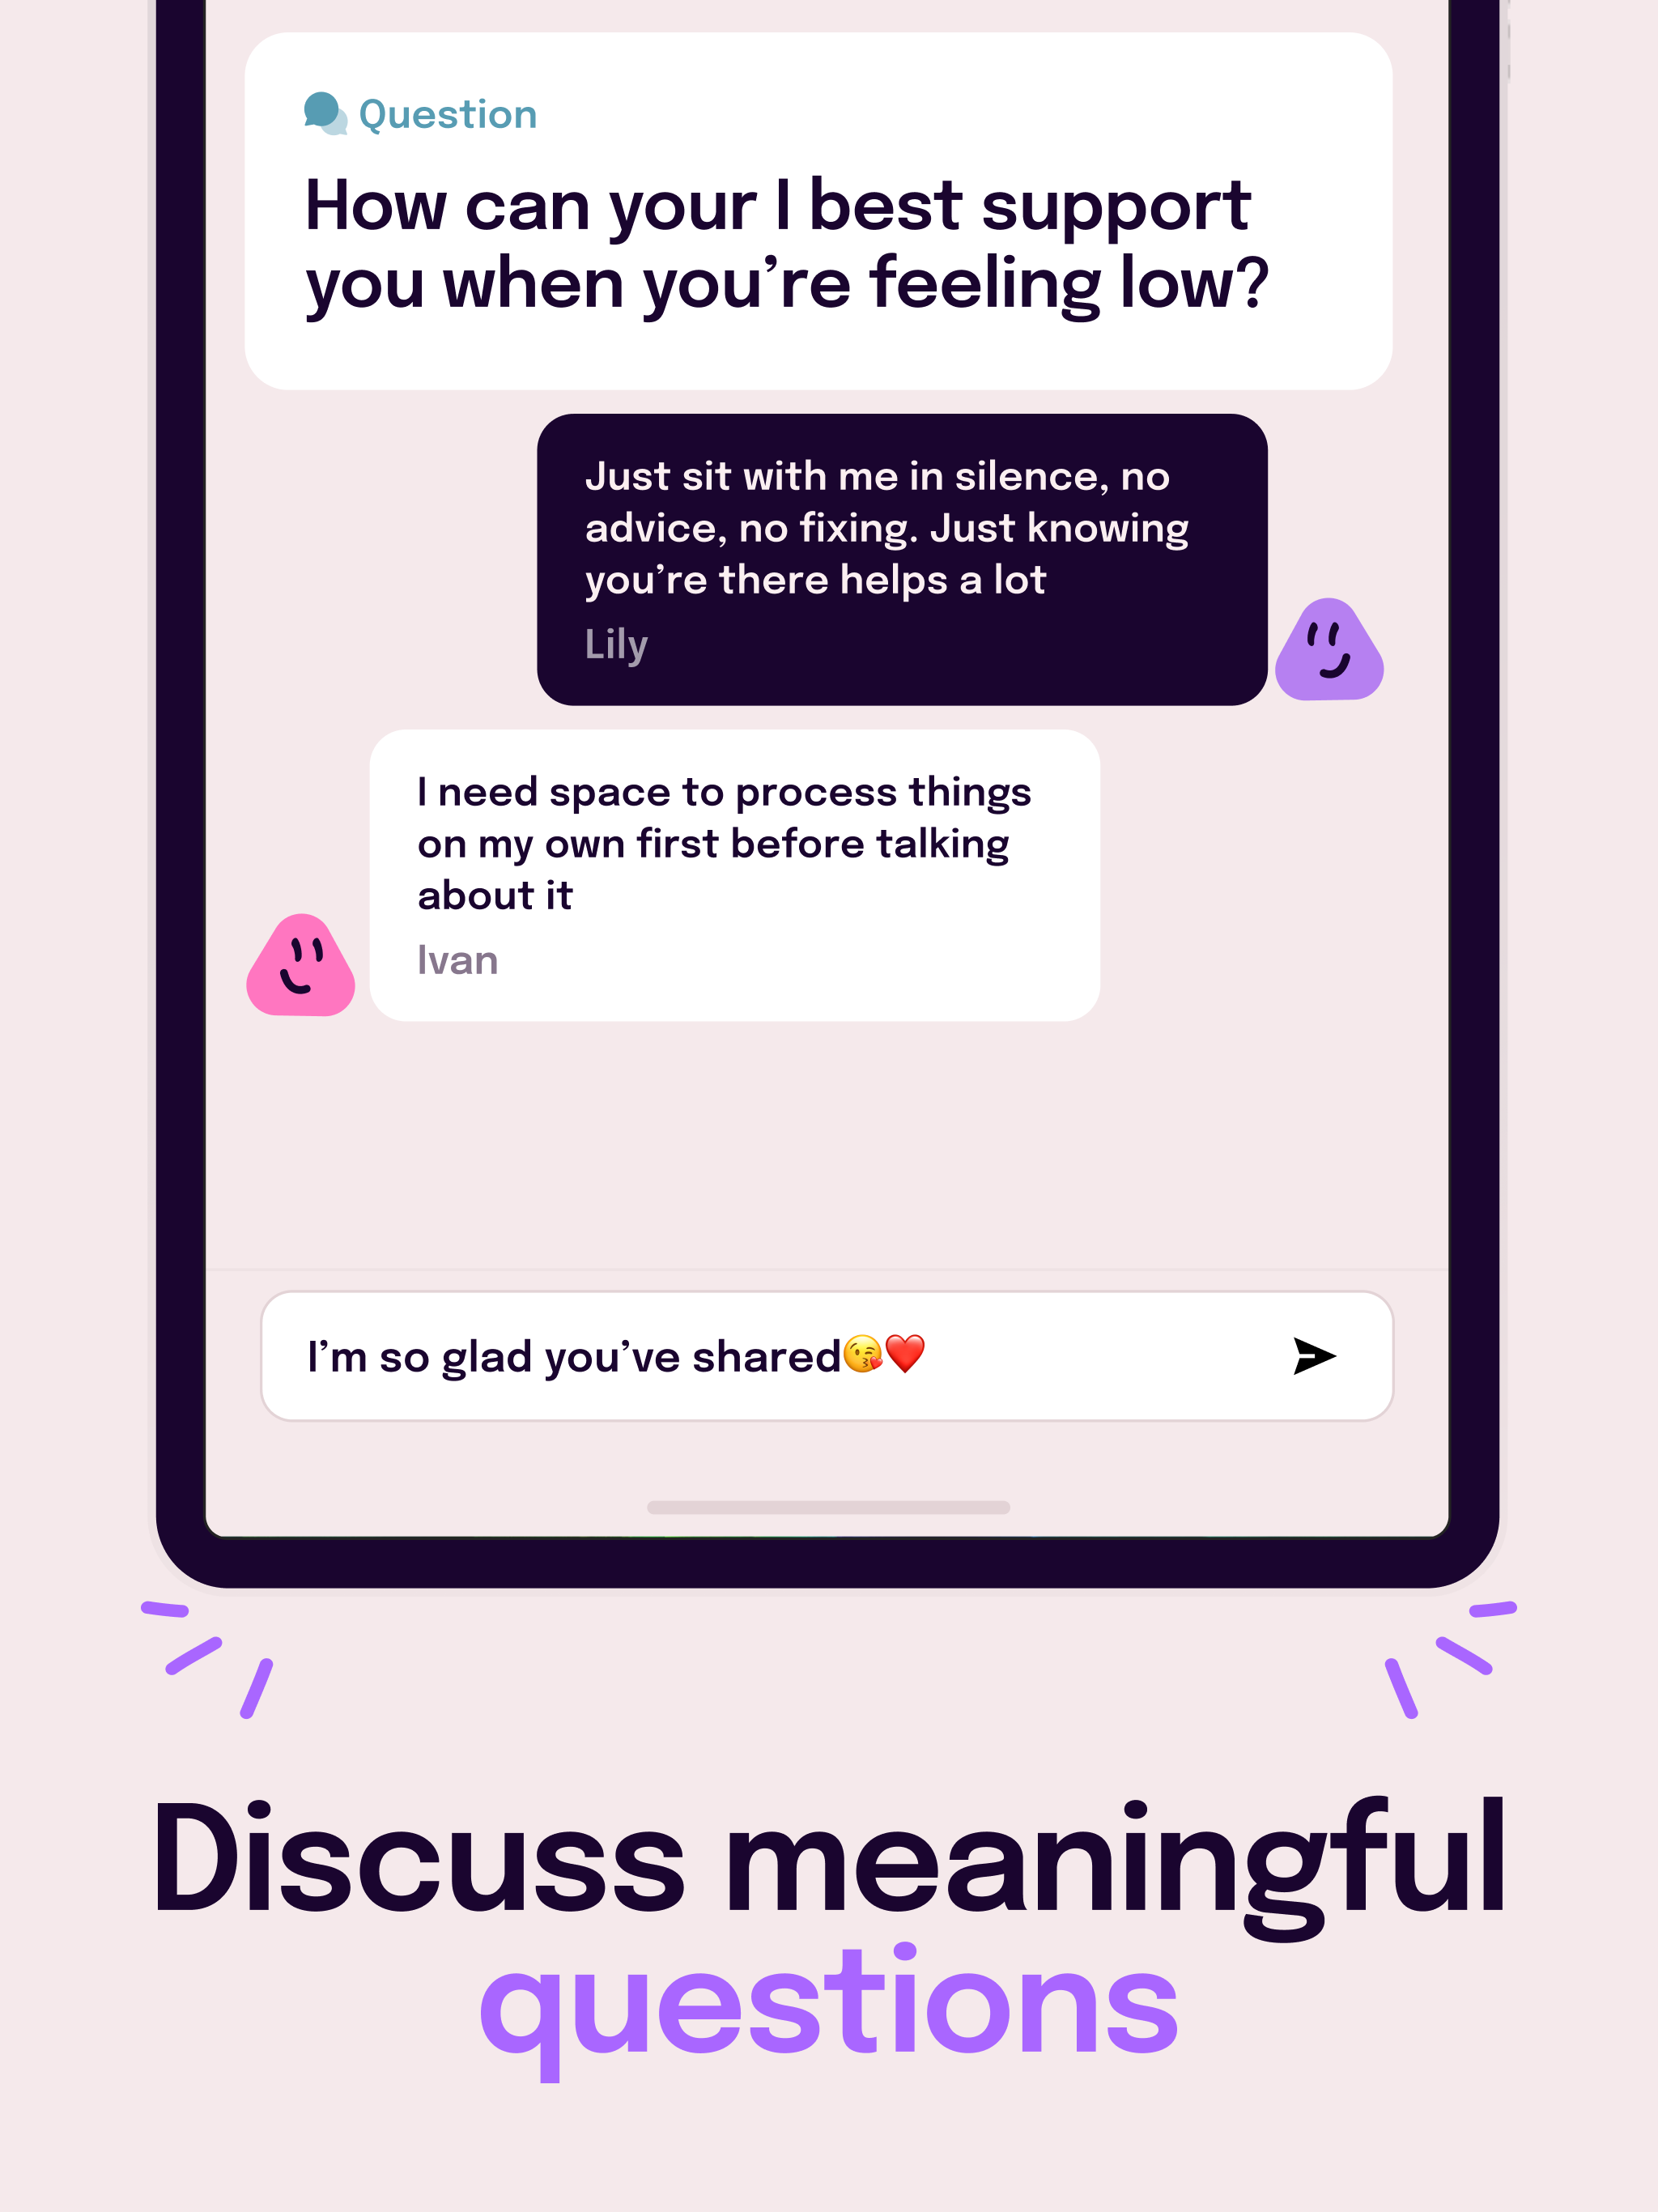 Question
How can your I best support
you when you’re feeling low?
Just sit with me in silence, no
advice, no fixing. Just knowing
you’re there helps a lot
Lily
I need space to process things
on my own first before talking
about it
Ivan
I’m so glad you’ve shared😘❤️
Discuss meaningful
questions